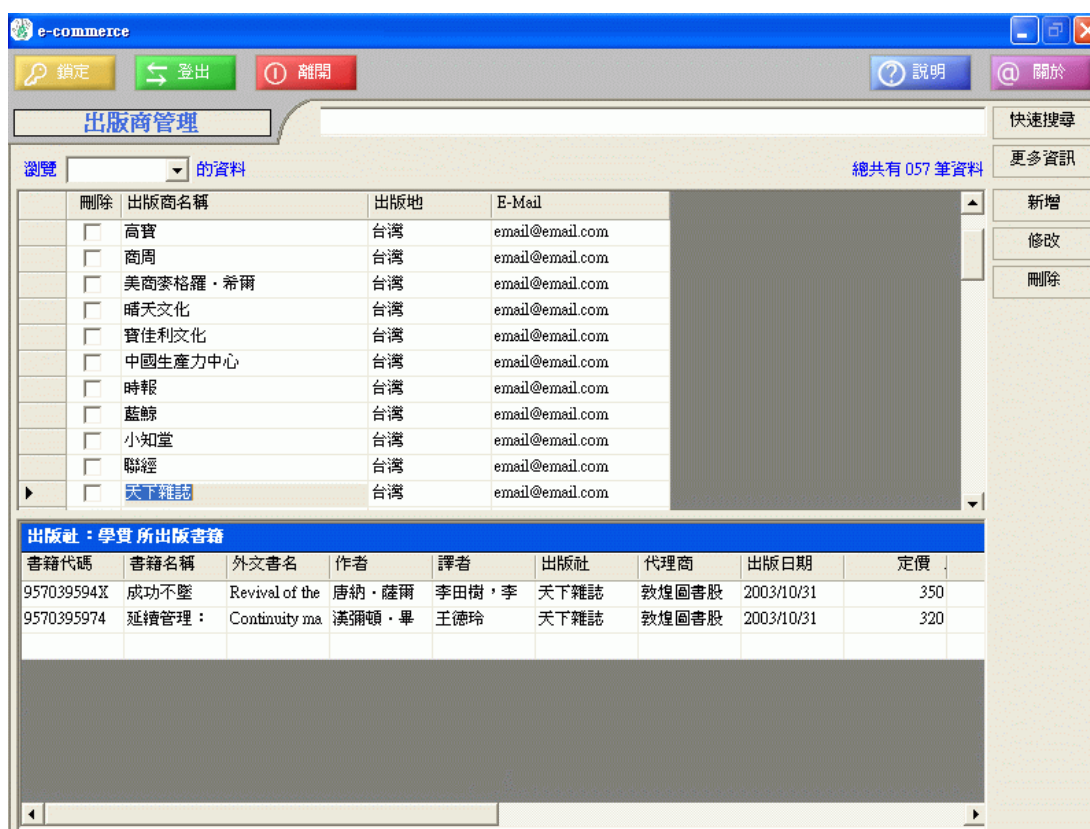 e-commerce
鎖定 登出 離開 說明 @ 關於
出版商管理 快速搜尋
瀏覽 的資料 總共有 057 筆資料 更多資訊
刪除 出版商名稱 出版地 E-Mail 新增
高寶 台灣 email@email.com
商周 台灣 email@email.com 修改
美商麥格羅・希爾 台灣 email@email.com 刪除
晴天文化 台灣 email@email.com
寶佳利文化 台灣 email@email.com
中國生產力中心 台灣 email@email.com
時報 台灣 email@email.com
藍鯨 台灣 email@email.com
小知堂 台灣 email@email.com
聯經 台灣 email@email.com
天下雜誌 台灣 email@email.com
出版社：學貫 所出版書籍
書籍代碼 書籍名稱 外文書名 作者 譯者 出版社 代理商 出版日期 定價
957039594X 成功不墜 Revival of the 唐納・薩爾 李田樹，李 天下雜誌 敦煌圖書股 2003/10/31 350
9570395974 延續管理： Continuity ma 漢彌頓・畢 王德玲 天下雜誌 敦煌圖書股 2003/10/31 320